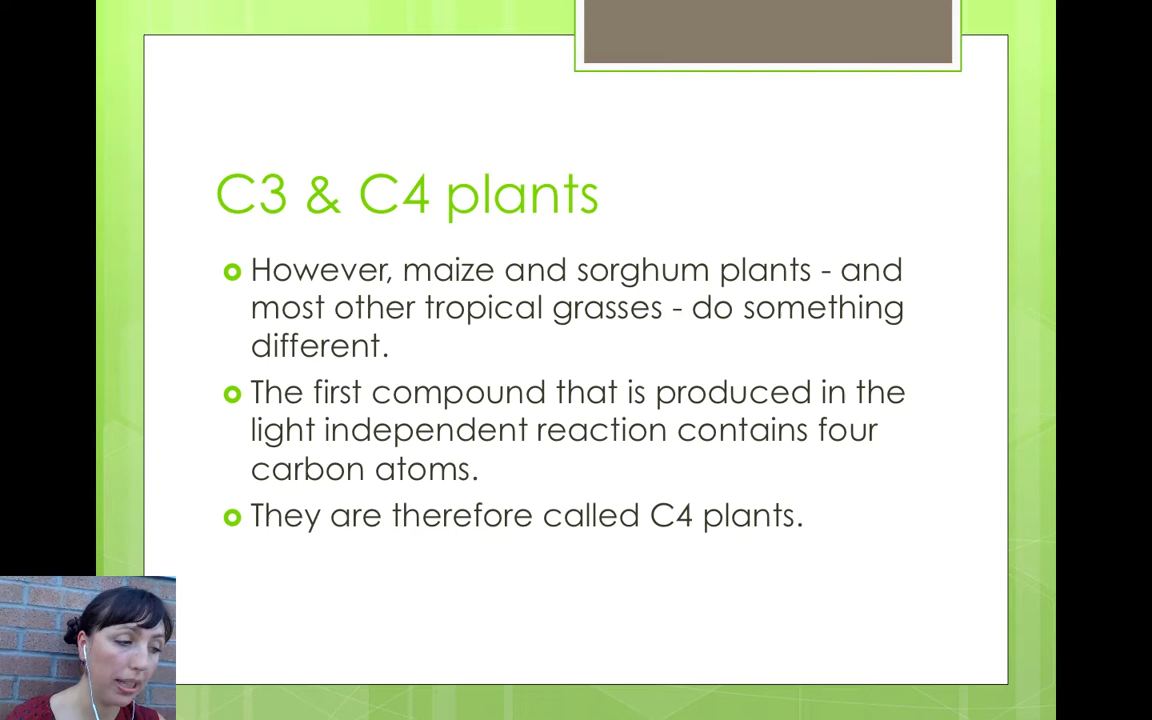 C3 & C4 plants
However, maize and sorghum plants - and
most other tropical grasses - do something
different.
The first compound that is produced in the
light independent reaction contains four
carbon atoms.
They are therefore called C4 plants.